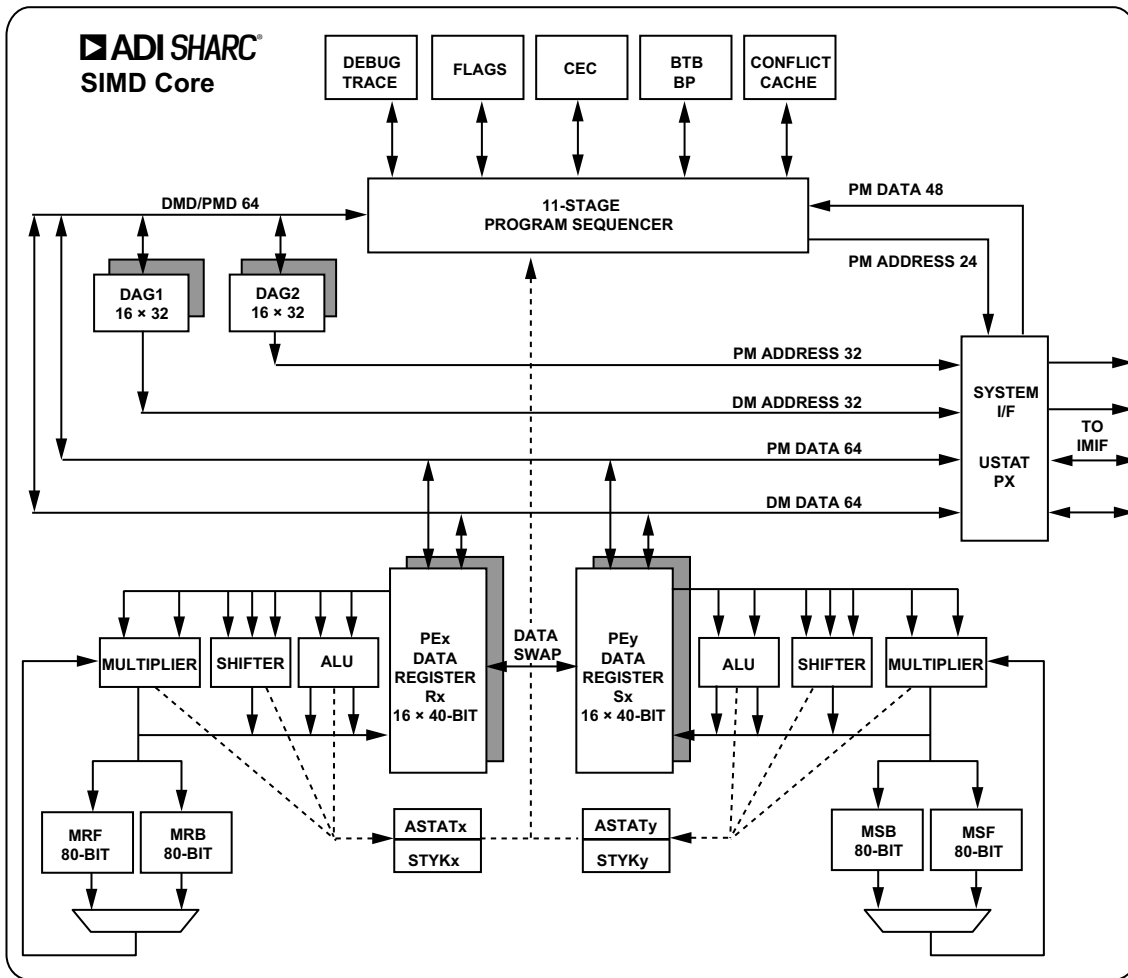 ADI SHARC®
SIMD Core
DEBUG
TRACE
FLAGS
CEC
BTB
BP
CONFLICT
CACHE
DMD/PMD 64
11-STAGE
PROGRAM SEQUENCER
PM DATA 48
PM ADDRESS 24
DAG1
16 × 32
DAG2
16 × 32
PM ADDRESS 32
DM ADDRESS 32
PM DATA 64
DM DATA 64
SYSTEM
I/F
USTAT
PX
TO
IMIF
MULTIPLIER
SHIFTER
ALU
PEx
DATA
REGISTER
Rx
16 × 40-BIT
DATA
SWAP
PEy
DATA
REGISTER
Sx
16 × 40-BIT
ALU
SHIFTER
MULTIPLIER
MRF
80-BIT
MRB
80-BIT
ASTATx
STYKx
ASTATy
STYKy
MSB
80-BIT
MSF
80-BIT